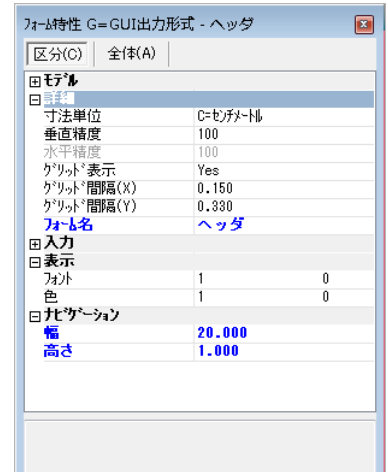 ﾌｫｰﾑ特性 G=GUI出力形式 - ヘッダ
区分(C) 全体(A)
ﾓﾃﾞﾙ
詳細
寸法単位 C=ｾﾝﾁﾒｰﾄﾙ
垂直精度 100
水平精度 100
ｸﾞﾘｯﾄﾞ表示 Yes
ｸﾞﾘｯﾄﾞ間隔(X) 0.150
ｸﾞﾘｯﾄﾞ間隔(Y) 0.330
ﾌｫｰﾑ名 ヘッダ
入力
表示
ﾌｫﾝﾄ 1 0
色 1 0
ﾅﾋﾞｹﾞｰｼｮﾝ
幅 20.000
高さ 1.000